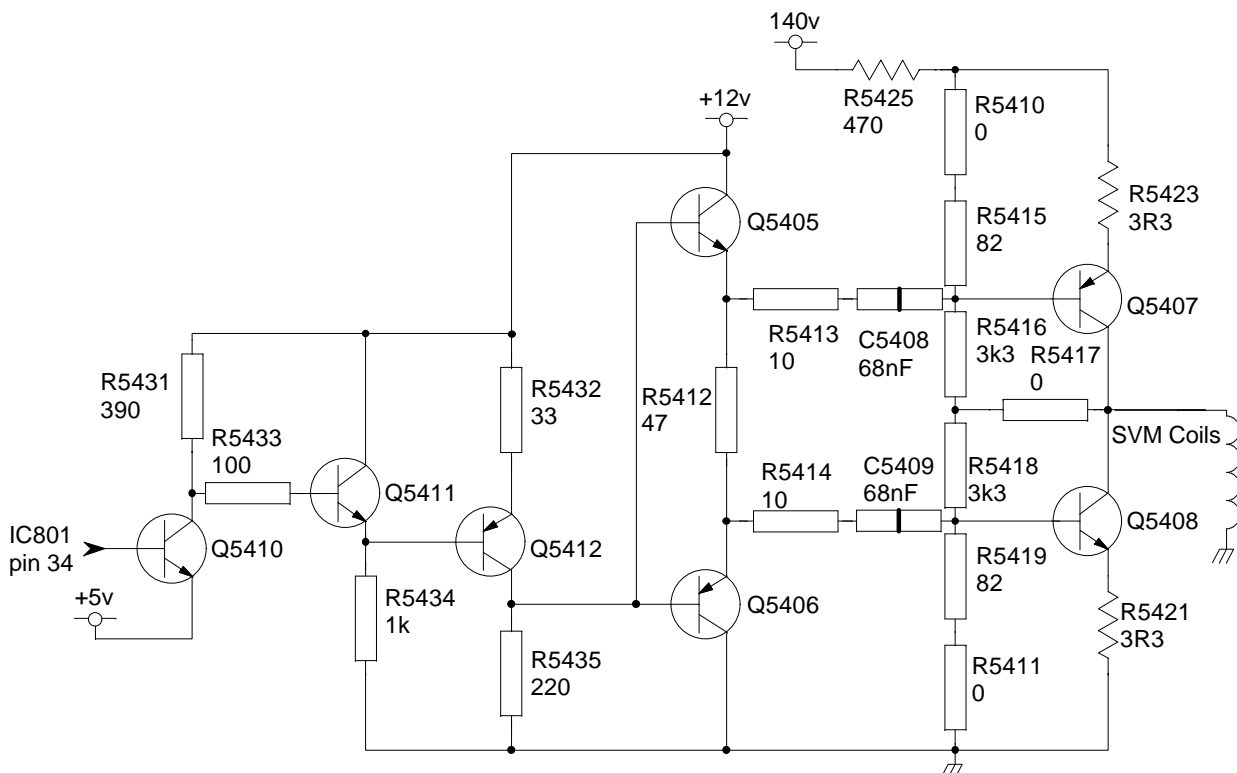 140v
R5425
470
R5410
0
+12v
R5423
3R3
Q5405
R5415
82
Q5407
R5413
10
C5408
68nF
R5416
3k3
R5417
0
R5431
390
R5432
33
R5412
47
R5433
100
SVM Coils
Q5411
R5414
10
C5409
68nF
R5418
3k3
Q5408
IC801
pin 34
Q5410
Q5412
R5419
82
+5v
R5434
1k
Q5406
R5421
3R3
R5435
220
R5411
0